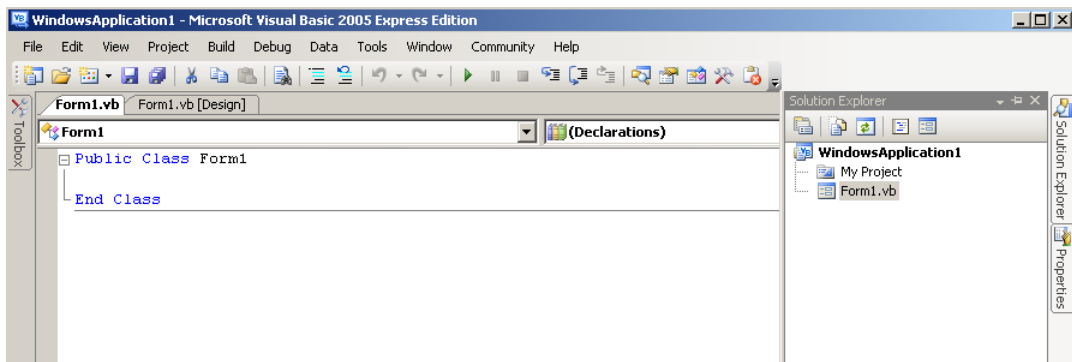 WindowsApplication1 - Microsoft Visual Basic 2005 Express Edition
File Edit View Project Build Debug Data Tools Window Community Help
Toolbox
Form1.vb Form1.vb [Design]
Form1 (Declarations)
Public Class Form1
End Class
Solution Explorer
WindowsApplication1
My Project
Form1.vb
Solution Explorer
Properties